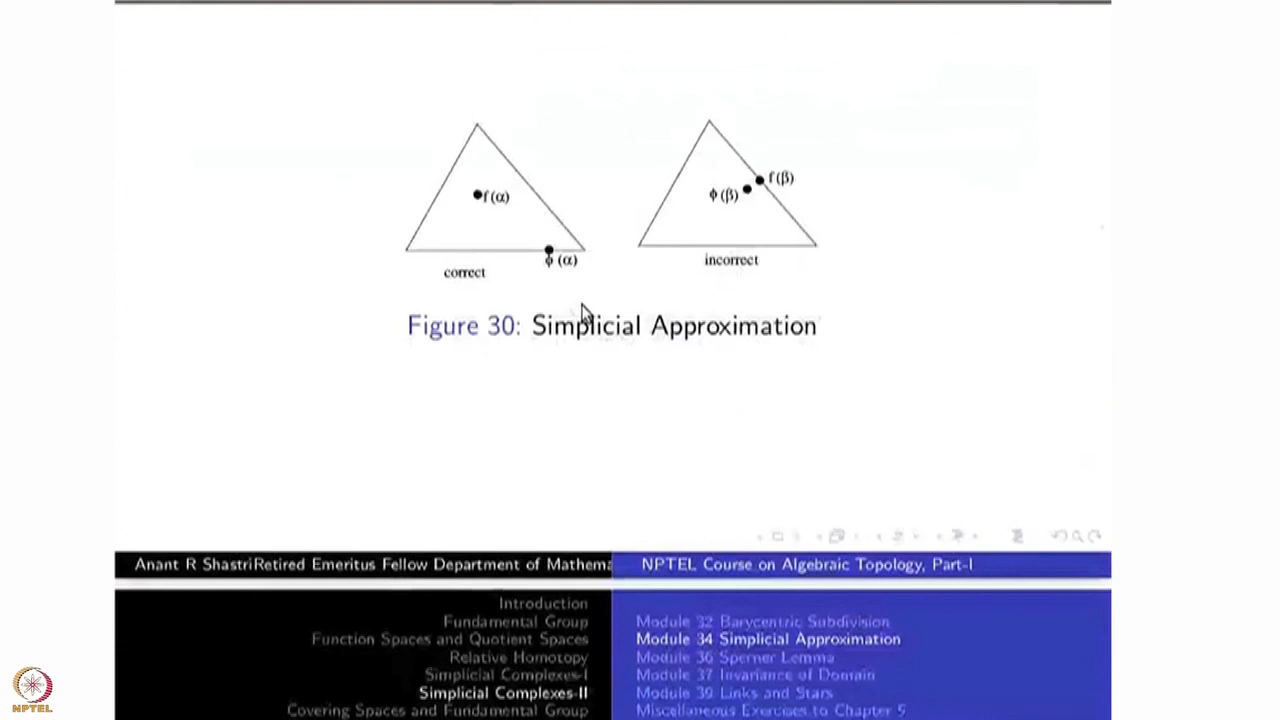 f(α)
φ(α)
correct
f(β)
φ(β)
incorrect
Figure 30: Simplicial Approximation
Anant R ShastriRetired Emeritus Fellow Department of Mathema
NPTEL Course on Algebraic Topology, Part-I
Introduction
Fundamental Group
Function Spaces and Quotient Spaces
Relative Homotopy
Simplicial Complexes-I
Simplicial Complexes-II
Covering Spaces and Fundamental Group
Module 32 Barycentric Subdivision
Module 34 Simplicial Approximation
Module 36 Sperner Lemma
Module 37 Invariance of Domain
Module 39 Links and Stars
Miscellaneous Exercises to Chapter 5
NPTEL